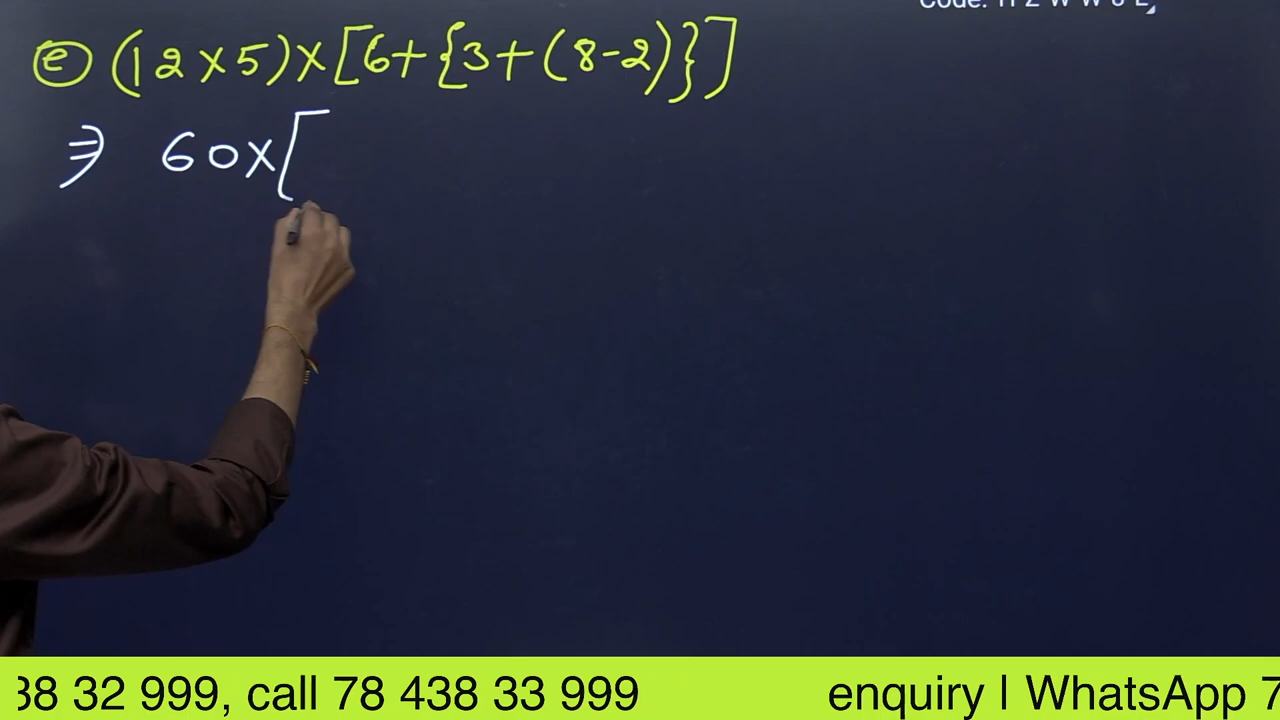 ⓔ (12×5)×[6+{3+(8-2)}]
⇒ 60×[
38 32 999, call 78 438 33 999 enquiry I WhatsApp 7